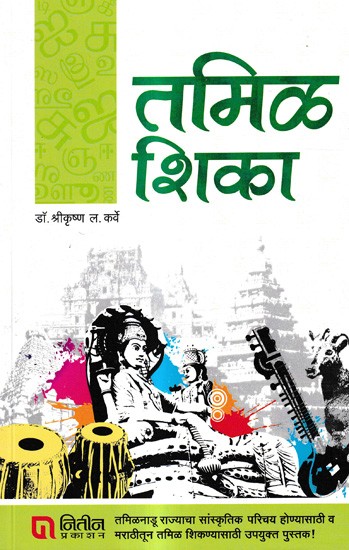 तमिळ
शिका
डॉ. श्रीकृष्ण ल. कर्वे
नितीन
प्रकाशन
तमिळनाडू राज्याचा सांस्कृतिक परिचय होण्यासाठी व
मराठीतून तमिळ शिकण्यासाठी उपयुक्त पुस्तक!